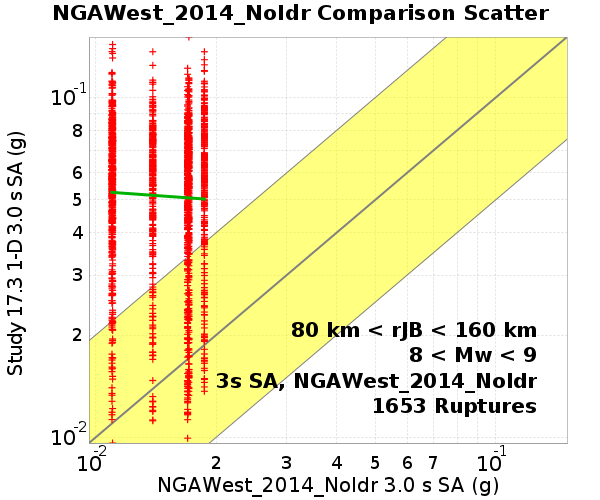 NGAWest_2014_NoIdr Comparison Scatter
Study 17.3 1-D 3.0 s SA (g)
10-1
8
6
5
4
3
2
10-2
80 km < rJB < 160 km
8 < Mw < 9
3s SA, NGAWest_2014_NoIdr
1653 Ruptures
10-2 2 3 4 5 6 7 10-1
NGAWest_2014_NoIdr 3.0 s SA (g)